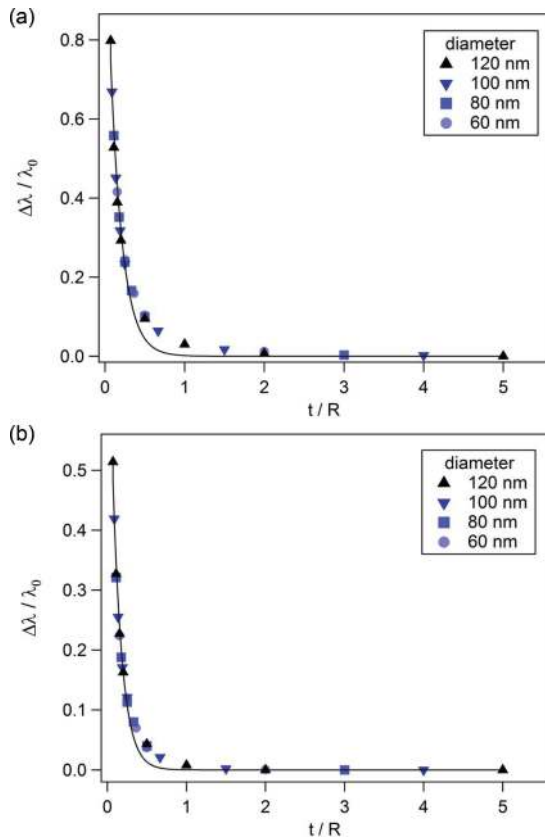 (a)
0.8
0.6
0.4
0.2
0.0
Δλ / λ0
diameter
120 nm
100 nm
80 nm
60 nm
0
1
2
3
4
5
t / R
(b)
0.5
0.4
0.3
0.2
0.1
0.0
Δλ / λ0
diameter
120 nm
100 nm
80 nm
60 nm
0
1
2
3
4
5
t / R